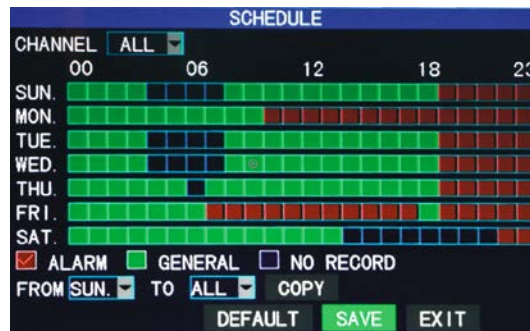 SCHEDULE
CHANNEL ALL
00 06 12 18 23
SUN.
MON.
TUE.
WED.
THU.
FRI.
SAT.
ALARM GENERAL NO RECORD
FROM SUN. TO ALL COPY
DEFAULT SAVE EXIT